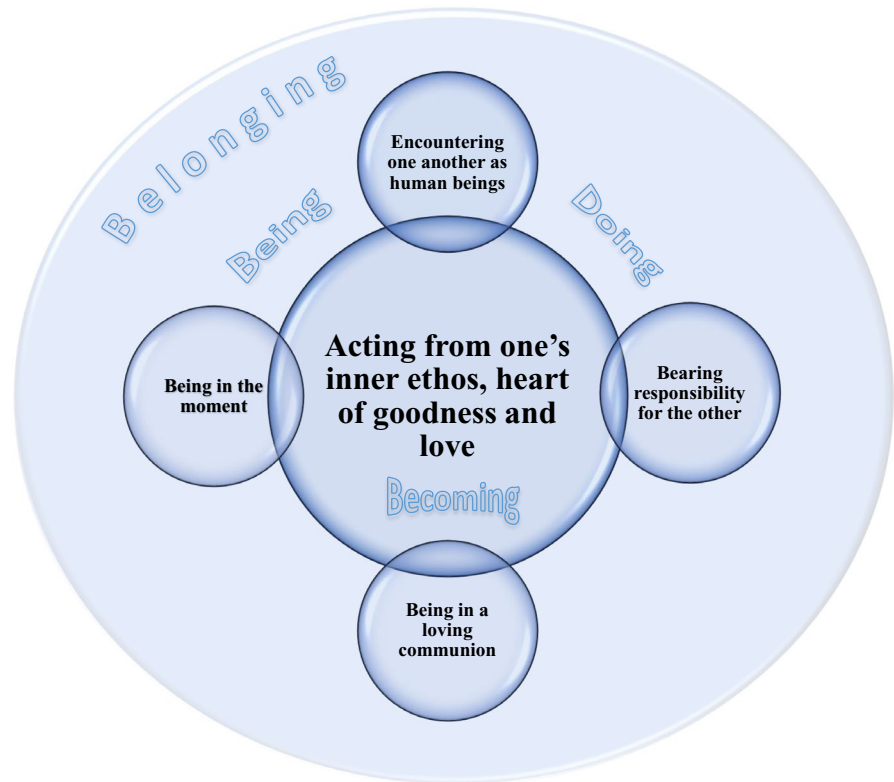 Belonging
Encountering
one another as
human beings
Being
Doing
Acting from one’s
inner ethos, heart
of goodness and
love
Being in the
moment
Bearing
responsibility
for the other
Becoming
Being in a
loving
communion